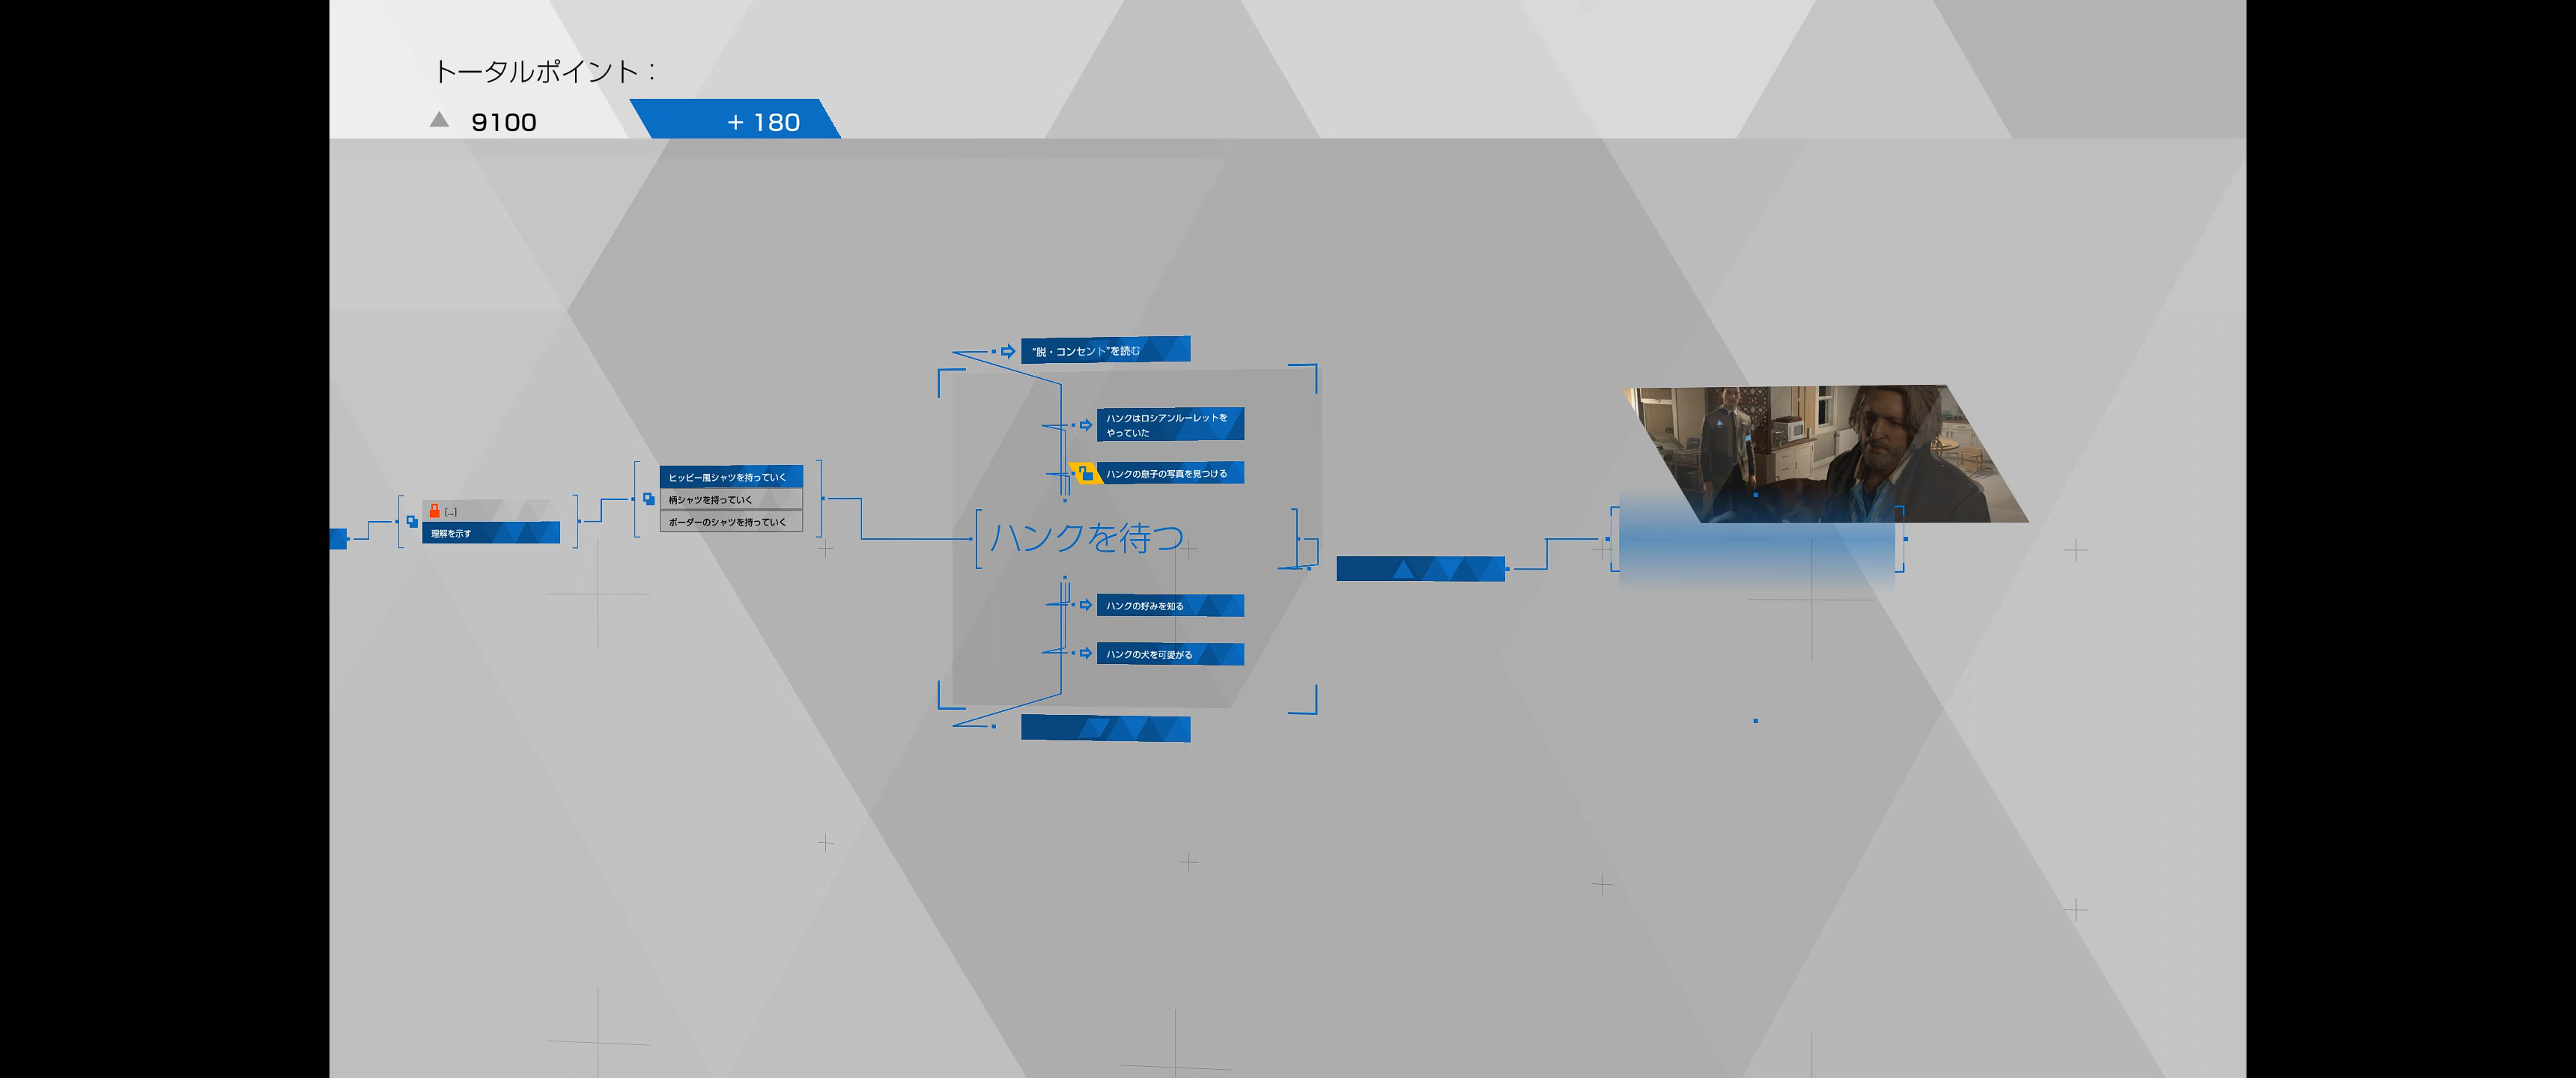 トータルポイント：
9100
+ 180
"脱・コンセント"を読む
ハンクはロシアンルーレットを
やっていた
ハンクの息子の写真を見つける
ヒッピー風シャツを持っていく
柄シャツを持っていく
ボーダーのシャツを持っていく
[...]
理解を示す
ハンクを待つ
ハンクの好みを知る
ハンクの犬を可愛がる